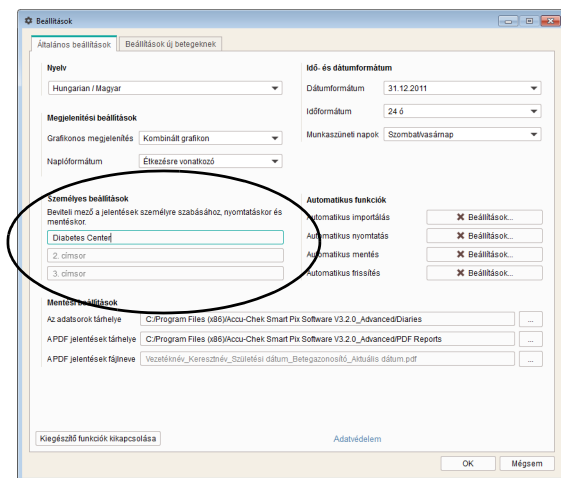 Beállítások
Általános beállítások
Beállítások új betegeknek
Nyelv
Hungarian / Magyar
Megjelenítési beállítások
Grafikonos megjelenítés
Kombinált grafikon
Naplóformátum
Étkezésre vonatkozó
Idő- és dátumformátum
Dátumformátum
31.12.2011
Időformátum
24 ó
Munkaszüneti napok
Szombat/vasárnap
Személyes beállítások
Beviteli mező a jelentések személyre szabásához, nyomtatáskor és
mentéskor.
Diabetes Center
2. címsor
3. címsor
Automatikus funkciók
Automatikus importálás
Beállítások...
Automatikus nyomtatás
Beállítások...
Automatikus mentés
Beállítások...
Automatikus frissítés
Beállítások...
Mentési beállítások
Az adatsorok tárhelye
C:/Program Files (x86)/Accu-Chek Smart Pix Software V3.2.0_Advanced/Diaries
...
A PDF jelentések tárhelye
C:/Program Files (x86)/Accu-Chek Smart Pix Software V3.2.0_Advanced/PDF Reports
...
A PDF jelentések fájlneve
Vezetéknév_Keresztnév_Születési dátum_Betegazonosító_Aktuális dátum.pdf
...
Kiegészítő funkciók kikapcsolása
Adatvédelem
OK
Mégsem